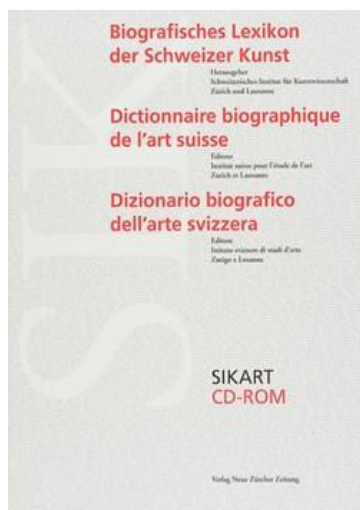 Biografisches Lexikon
der Schweizer Kunst
Herausgeber
Schweizerisches Institut für Kunstwissenschaft
Zürich und Lausanne
Dictionnaire biographique
de l'art suisse
Editeur
Institut suisse pour l'étude de l'art
Zurich et Lausanne
Dizionario biografico
dell'arte svizzera
Editore
Istituto svizzero di studi d'arte
Zurigo e Losanna
SIKART
CD-ROM
Verlag Neue Zürcher Zeitung
SIK